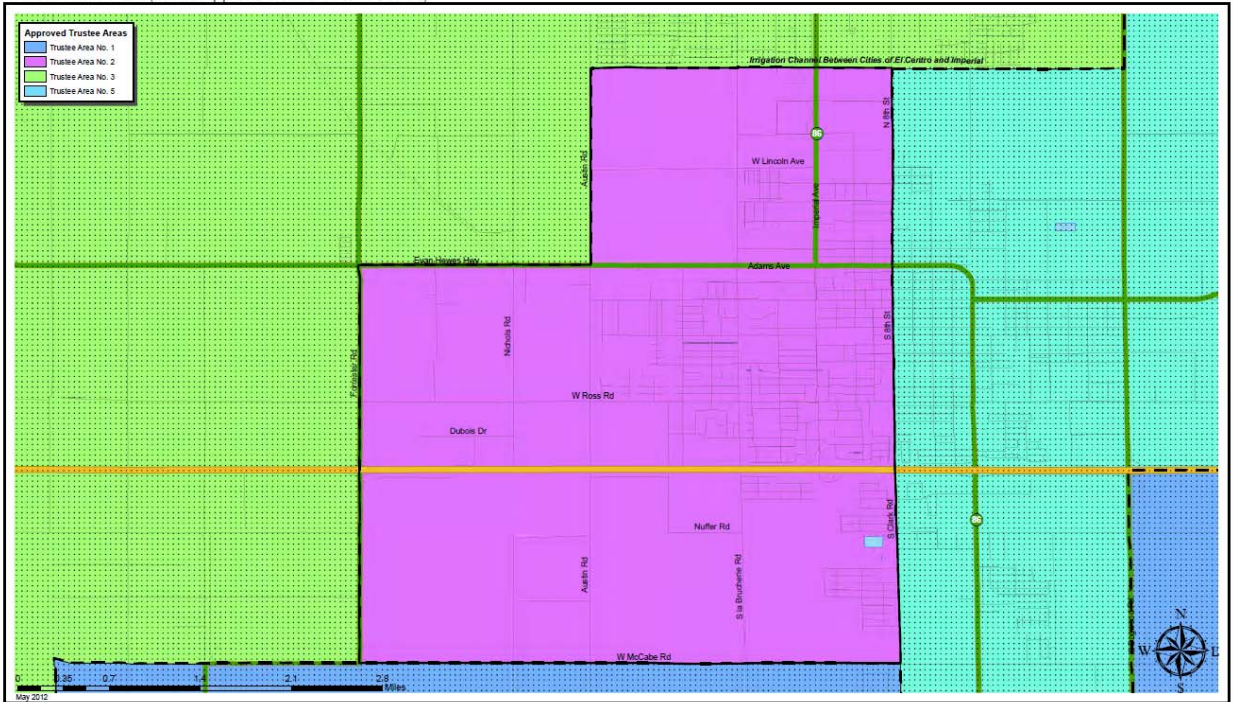 Approved Trustee Areas
Trustee Area No. 1
Trustee Area No. 2
Trustee Area No. 3
Trustee Area No. 5
Irrigation Channel Between Cities of El Centro and Imperial
N 8th St
86
Austin Rd
W Lincoln Ave
Imperial Ave
Evan Hewes Hwy
Adams Ave
Nichols Rd
S 8th St
Forrester Rd
W Ross Rd
Dubois Dr
S Clark Rd
Nuffer Rd
86
Austin Rd
S la Brucherie Rd
N
W E
S
W McCabe Rd
0 0.35 0.7 1.4 2.1 2.8
Miles
May 2012